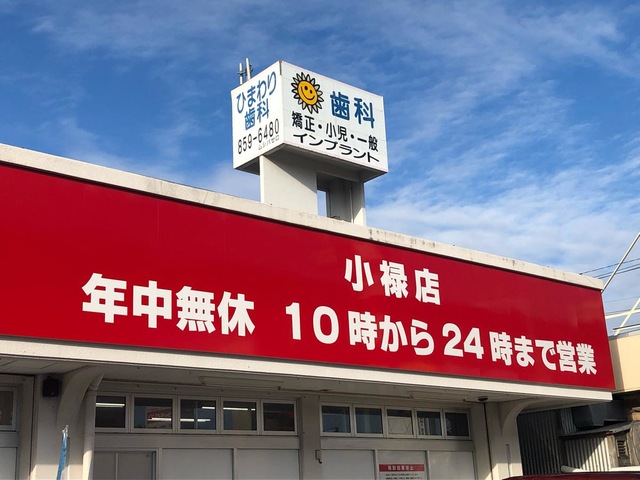 ひまわり
歯科
859-6480
歯科
矯正・小児・一般
インプラント
小禄店
年中無休 10時から24時まで営業